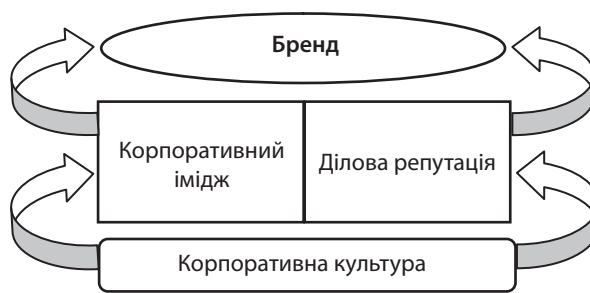 Бренд
Корпоративний
імідж
Ділова репутація
Корпоративна культура